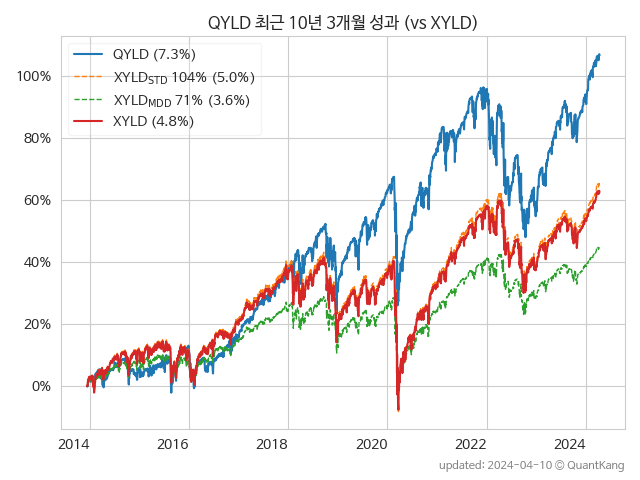 QYLD 최근 10년 3개월 성과 (vs XYLD)
QYLD (7.3%)
XYLD_STD 104% (5.0%)
XYLD_MDD 71% (3.6%)
XYLD (4.8%)
100%
80%
60%
40%
20%
0%
2014 2016 2018 2020 2022 2024
updated: 2024-04-10 © QuantKang